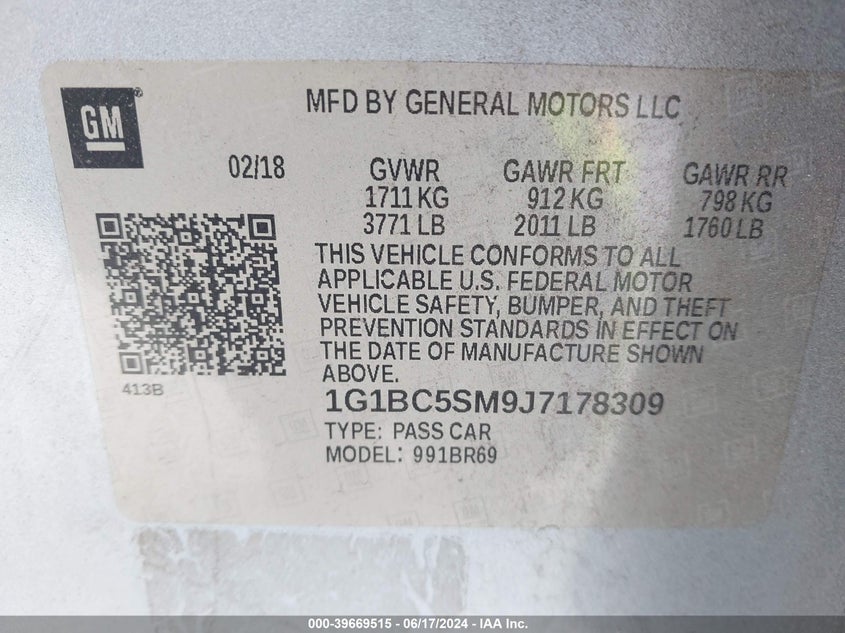 GM
MFD BY GENERAL MOTORS LLC
02/18 GVWR GAWR FRT GAWR RR
1711 KG 912 KG 798 KG
3771 LB 2011 LB 1760 LB
THIS VEHICLE CONFORMS TO ALL
APPLICABLE U.S. FEDERAL MOTOR
VEHICLE SAFETY, BUMPER, AND THEFT
PREVENTION STANDARDS IN EFFECT ON
THE DATE OF MANUFACTURE SHOWN
ABOVE.
413B
1G1BC5SM9J7178309
TYPE: PASS CAR
MODEL: 991BR69
000-39669515 - 06/17/2024 - IAA Inc.